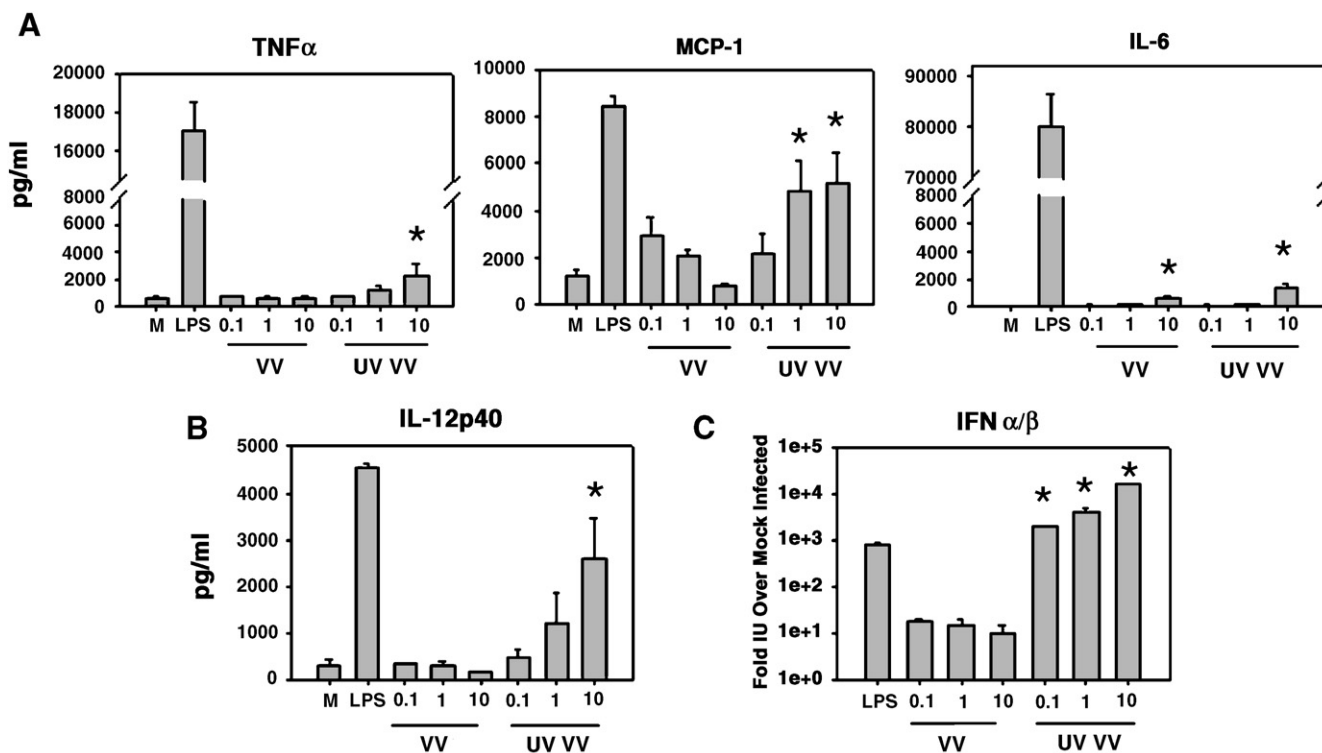 A
TNFα
MCP-1
IL-6
pg/ml
20000
18000
16000
8000
6000
4000
2000
0
M LPS 0.1 1 10 0.1 1 10
VV UV VV
10000
8000
6000
4000
2000
0
M LPS 0.1 1 10 0.1 1 10
VV UV VV
90000
80000
70000
8000
6000
4000
2000
0
M LPS 0.1 1 10 0.1 1 10
VV UV VV
* * * * *
B
IL-12p40
pg/ml
5000
4000
3000
2000
1000
0
*
M LPS 0.1 1 10 0.1 1 10
VV UV VV
C
IFN α/β
Fold IU Over Mock Infected
1e+5
1e+4
1e+3
1e+2
1e+1
1e+0
* * *
LPS 0.1 1 10 0.1 1 10
VV UV VV